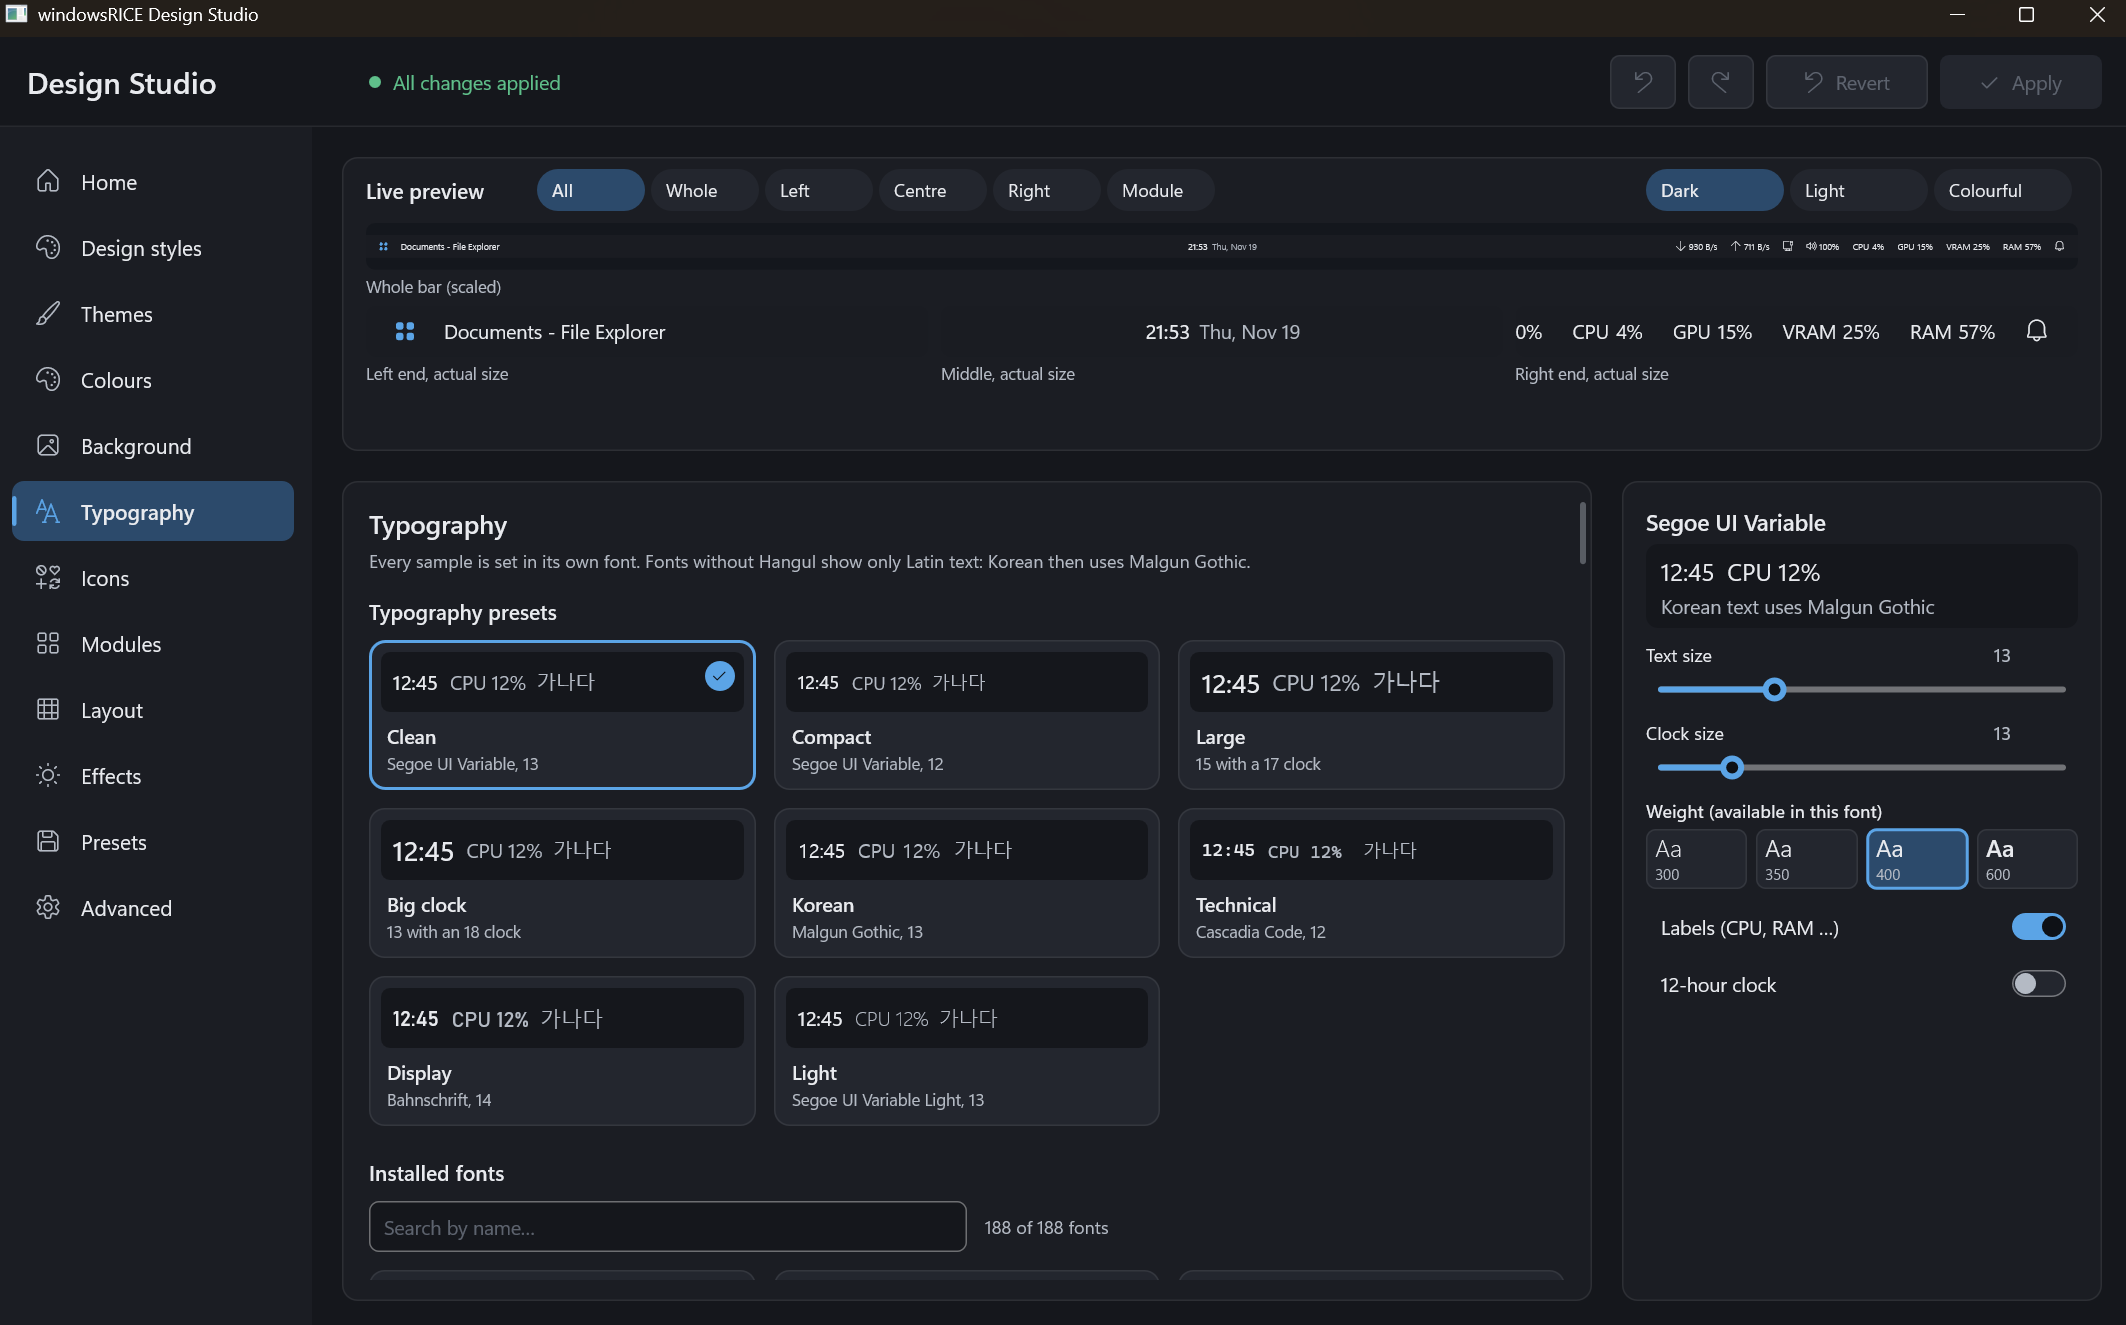 windowsRICE Design Studio
Design Studio
All changes applied
Revert
Apply
Home
Design styles
Themes
Colours
Background
Typography
Icons
Modules
Layout
Effects
Presets
Advanced
Live preview
All
Whole
Left
Centre
Right
Module
Dark
Light
Colourful
Documents - File Explorer
21:53 Thu, Nov 19
930 B/s 711 B/s 100% CPU 4% GPU 15% VRAM 25% RAM 57%
Whole bar (scaled)
Documents - File Explorer
21:53 Thu, Nov 19
0% CPU 4% GPU 15% VRAM 25% RAM 57%
Left end, actual size
Middle, actual size
Right end, actual size
Typography
Every sample is set in its own font. Fonts without Hangul show only Latin text: Korean then uses Malgun Gothic.
Typography presets
12:45 CPU 12% 가나다
Clean
Segoe UI Variable, 13
12:45 CPU 12% 가나다
Compact
Segoe UI Variable, 12
12:45 CPU 12% 가나다
Large
15 with a 17 clock
12:45 CPU 12% 가나다
Big clock
13 with an 18 clock
12:45 CPU 12% 가나다
Korean
Malgun Gothic, 13
12:45 CPU 12% 가나다
Technical
Cascadia Code, 12
12:45 CPU 12% 가나다
Display
Bahnschrift, 14
12:45 CPU 12% 가나다
Light
Segoe UI Variable Light, 13
Installed fonts
Search by name...
188 of 188 fonts
Segoe UI Variable
12:45 CPU 12%
Korean text uses Malgun Gothic
Text size 13
Clock size 13
Weight (available in this font)
Aa
300
Aa
350
Aa
400
Aa
600
Labels (CPU, RAM ...)
12-hour clock